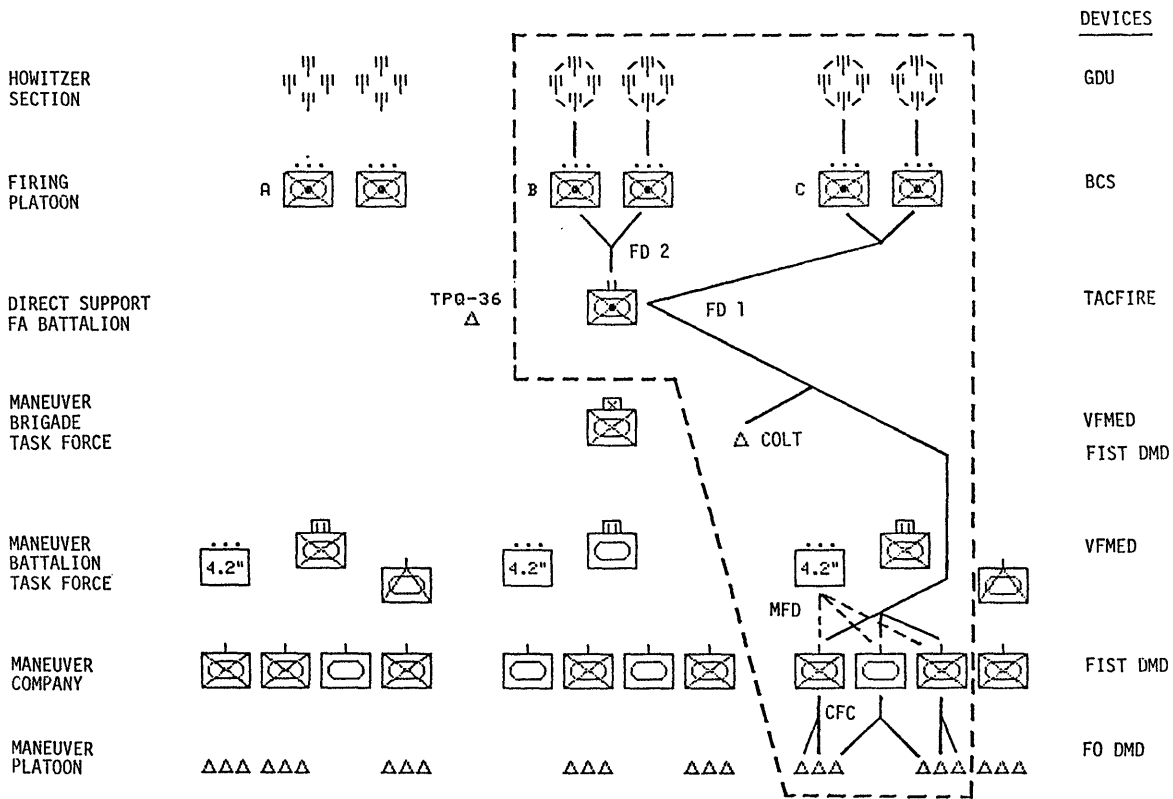 DEVICES
HOWITZER
SECTION
GDU
FIRING
PLATOON
A
B
C
BCS
FD 2
DIRECT SUPPORT
FA BATTALION
TPQ-36
FD 1
TACFIRE
MANEUVER
BRIGADE
TASK FORCE
COLT
VFMED
FIST DMD
MANEUVER
BATTALION
TASK FORCE
4.2"
4.2"
4.2"
VFMED
MFD
MANEUVER
COMPANY
FIST DMD
CFC
MANEUVER
PLATOON
FO DMD